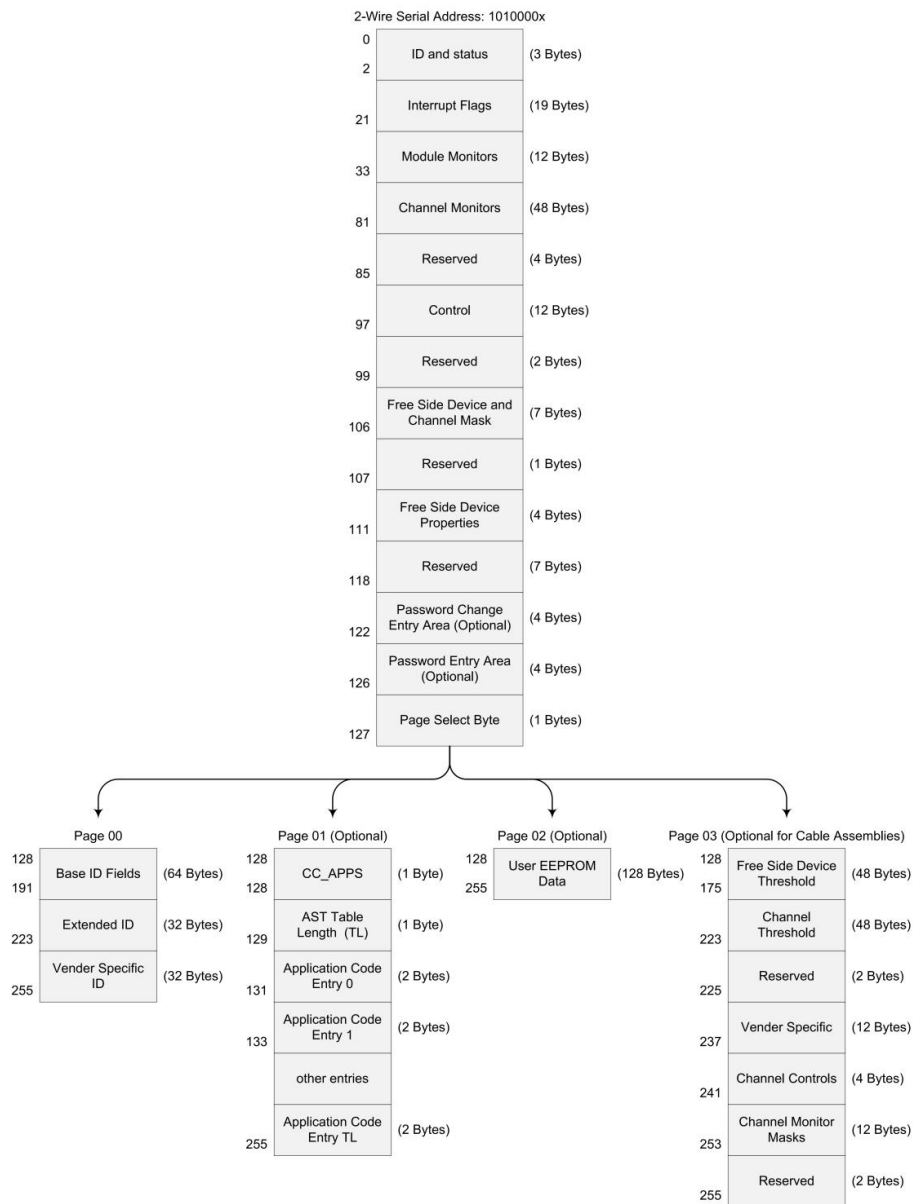 2-Wire Serial Address: 1010000x
0
ID and status
(3 Bytes)
2
Interrupt Flags
(19 Bytes)
21
Module Monitors
(12 Bytes)
33
Channel Monitors
(48 Bytes)
81
Reserved
(4 Bytes)
85
Control
(12 Bytes)
97
Reserved
(2 Bytes)
99
Free Side Device and
Channel Mask
(7 Bytes)
106
Reserved
(1 Bytes)
107
Free Side Device
Properties
(4 Bytes)
111
Reserved
(7 Bytes)
118
Password Change
Entry Area (Optional)
(4 Bytes)
122
Password Entry Area
(Optional)
(4 Bytes)
126
Page Select Byte
(1 Bytes)
127
Page 00
128
Base ID Fields
(64 Bytes)
191
Extended ID
(32 Bytes)
223
Vender Specific
ID
(32 Bytes)
255
Page 01 (Optional)
128
CC_APPS
(1 Byte)
128
AST Table
Length (TL)
(1 Byte)
129
Application Code
Entry 0
(2 Bytes)
131
Application Code
Entry 1
(2 Bytes)
133
other entries
Application Code
Entry TL
(2 Bytes)
255
Page 02 (Optional)
128
User EEPROM
Data
(128 Bytes)
255
Page 03 (Optional for Cable Assemblies)
128
Free Side Device
Threshold
(48 Bytes)
175
Channel
Threshold
(48 Bytes)
223
Reserved
(2 Bytes)
225
Vender Specific
(12 Bytes)
237
Channel Controls
(4 Bytes)
241
Channel Monitor
Masks
(12 Bytes)
253
Reserved
(2 Bytes)
255